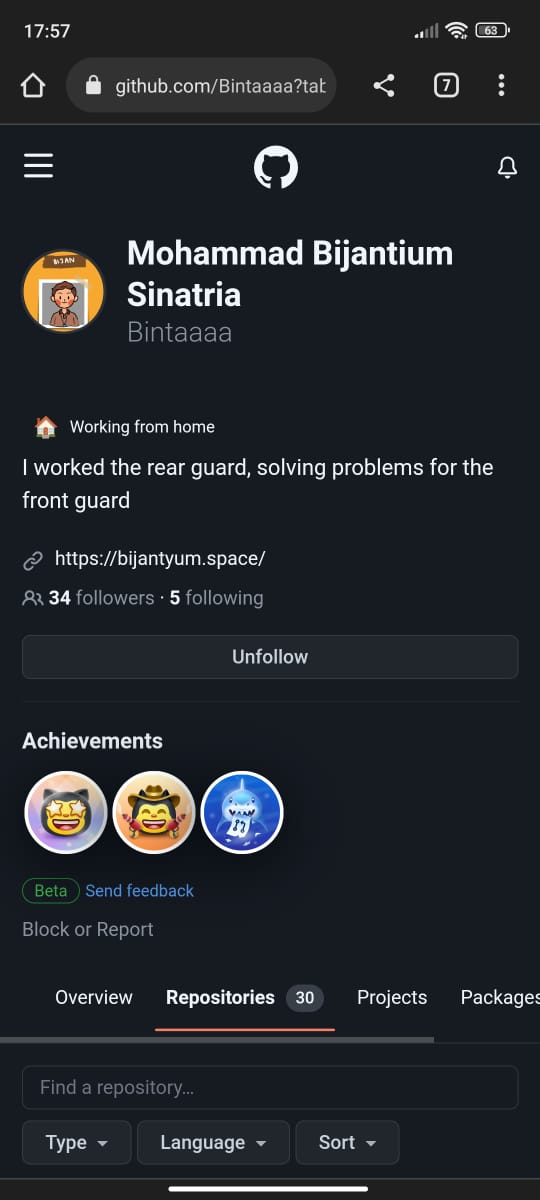 17:57
63
github.com/Bintaaaa?tab
7
BIJAN
Mohammad Bijantium
Sinatria
Bintaaaa
Working from home
I worked the rear guard, solving problems for the
front guard
https://bijantyum.space/
34 followers · 5 following
Unfollow
Achievements
Beta Send feedback
Block or Report
Overview Repositories 30 Projects Packages
Find a repository…
Type Language Sort